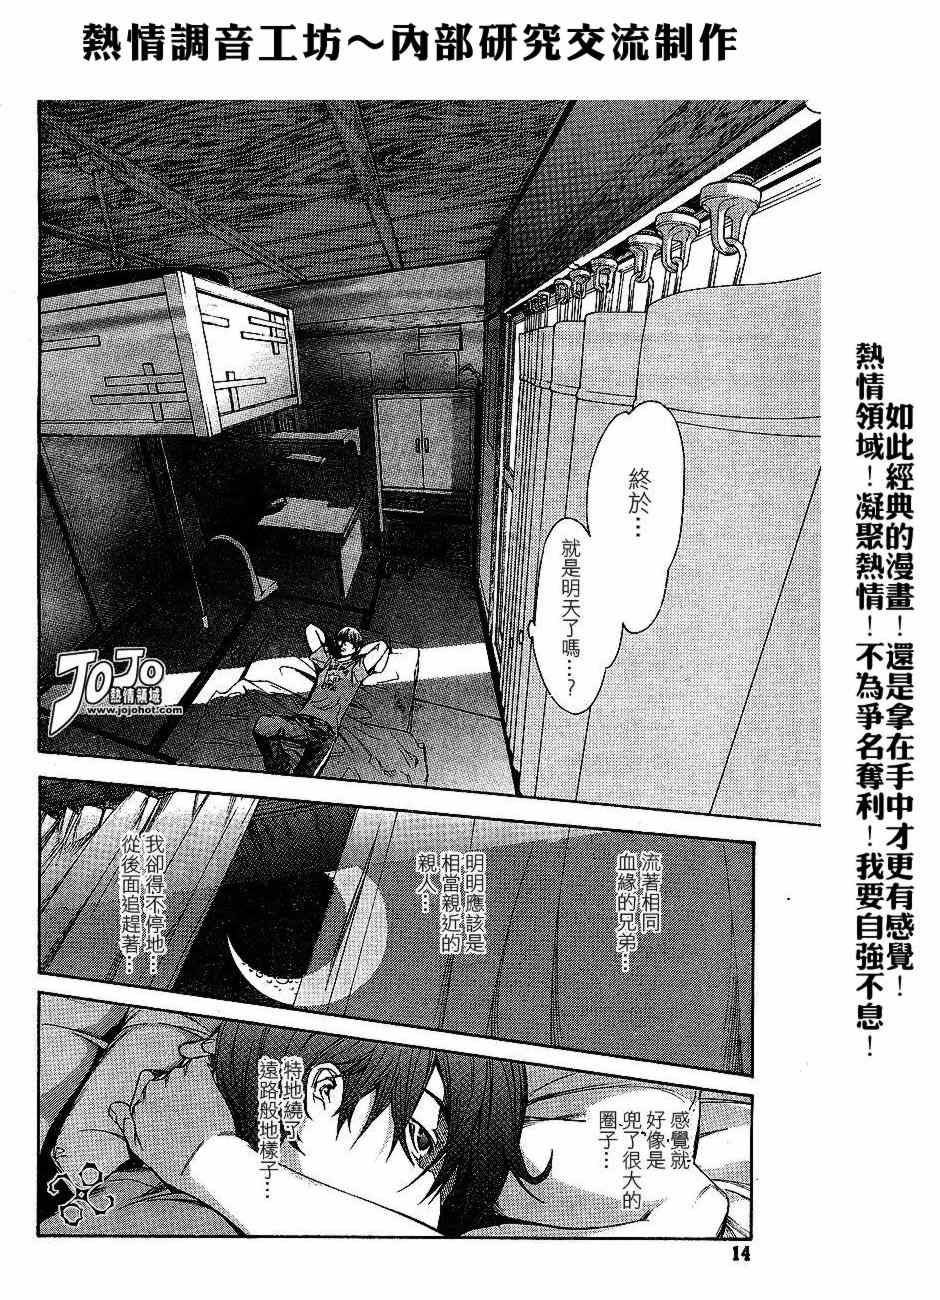 熱情調音工坊～內部研究交流制作
終於…
就是明天了嗎…?
如此經典的漫畫！還是拿在手中才更有感覺！
熱情領域！凝聚熱情！不為爭名奪利！我要自強不息！
JOJO
熱情領域
www.jojohot.com
流著相同
血緣的兄弟…
明明應該是
相當親近的
親人…
我卻得不停地…
從後面追趕著…
感覺就
好像是
兜了很大的
圈子…
特地繞了
遠路般地樣子…
14